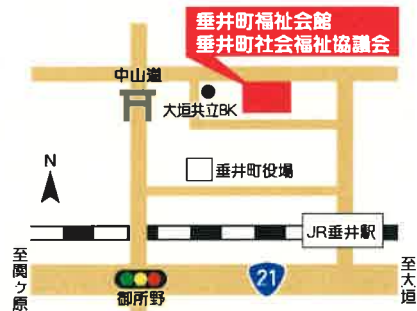 垂井町福祉会館
垂井町社会福祉協議会
中山道
大垣共立BK
N
垂井町役場
JR垂井駅
至関ヶ原
至大垣
21
御所野